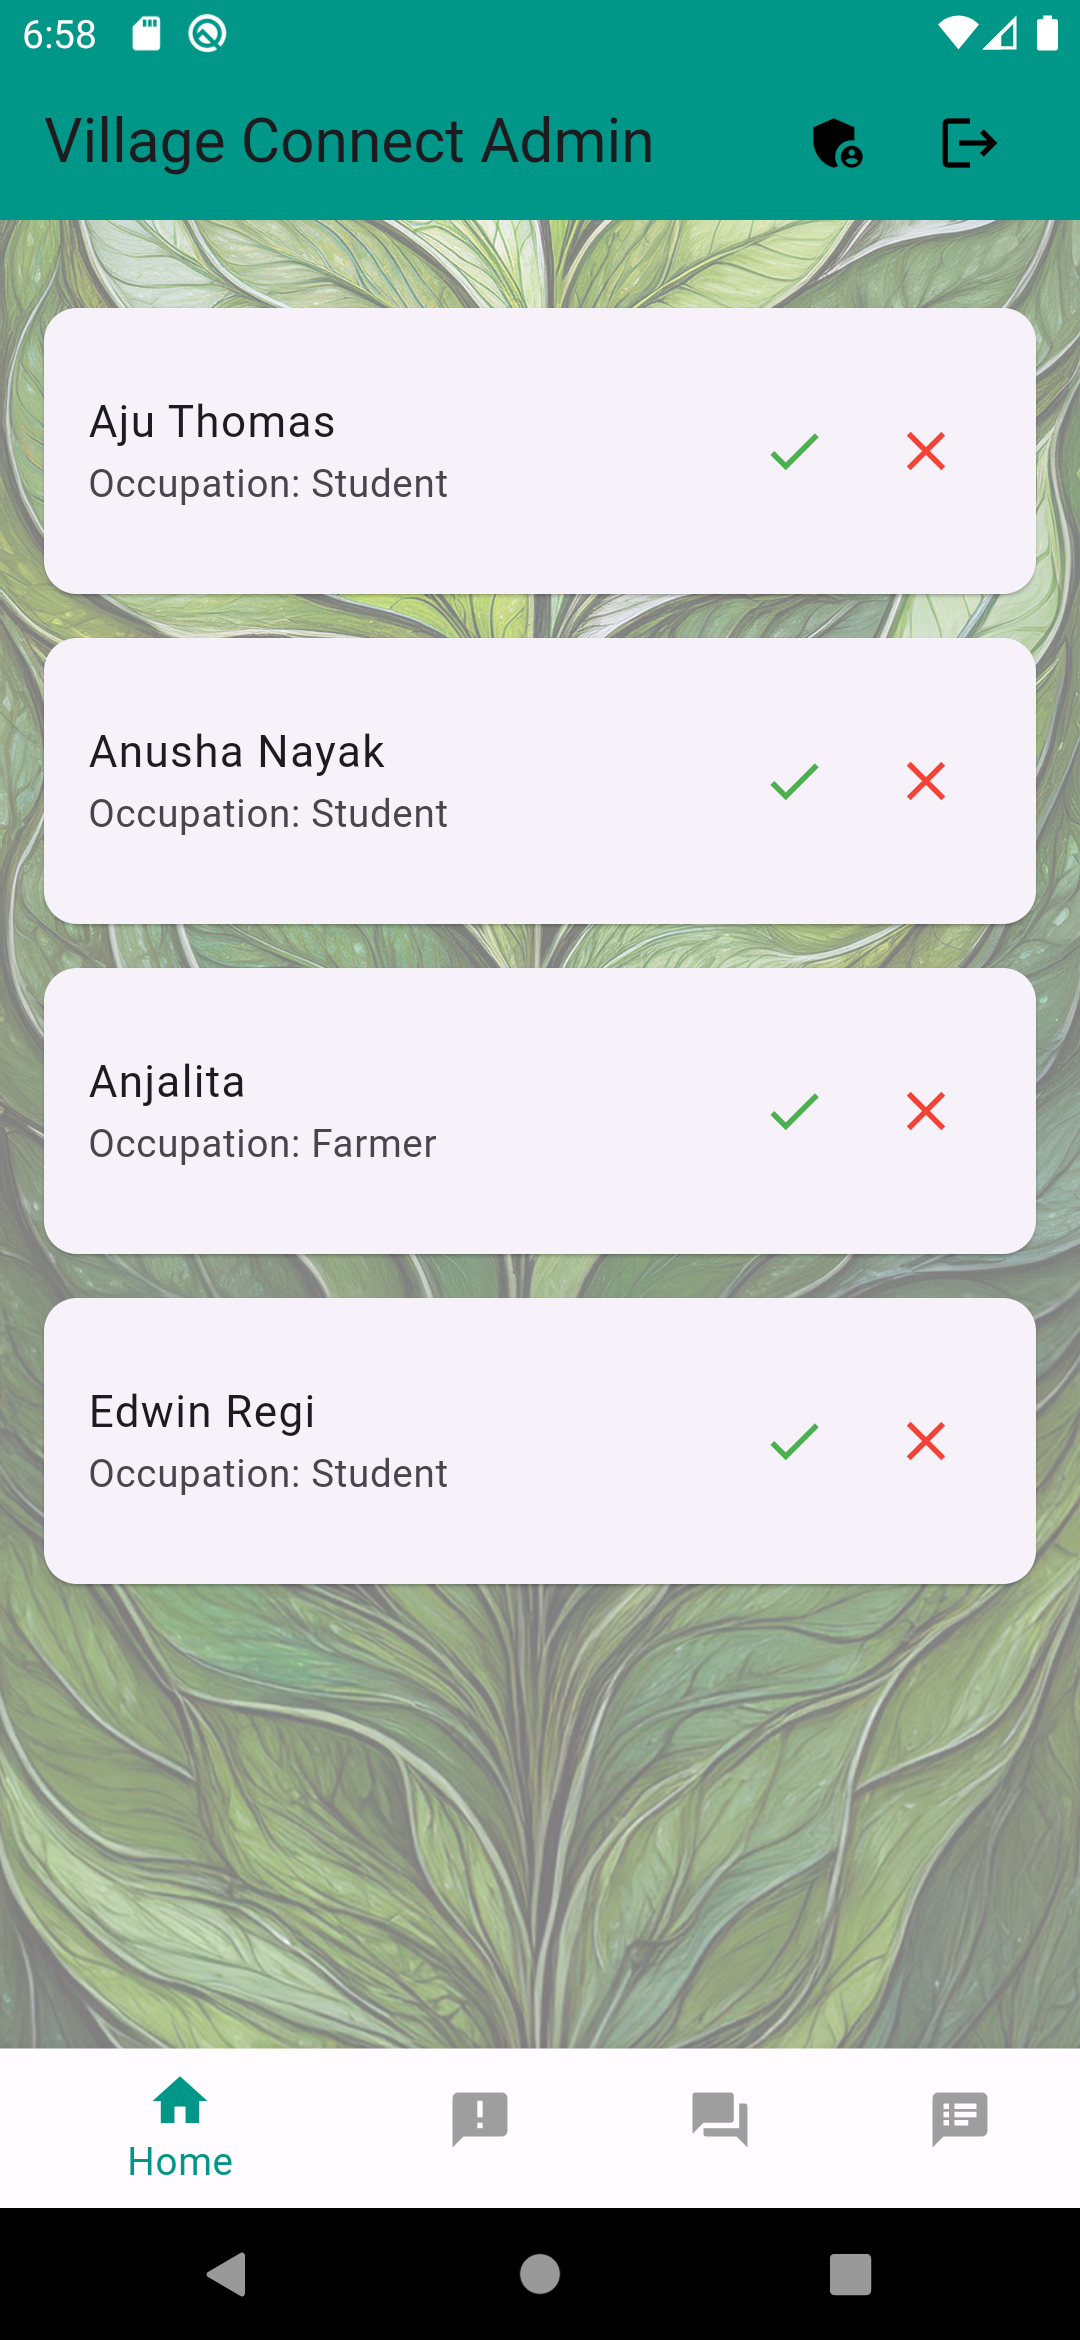 6:58
Village Connect Admin
Aju Thomas
Occupation: Student
Anusha Nayak
Occupation: Student
Anjalita
Occupation: Farmer
Edwin Regi
Occupation: Student
Home